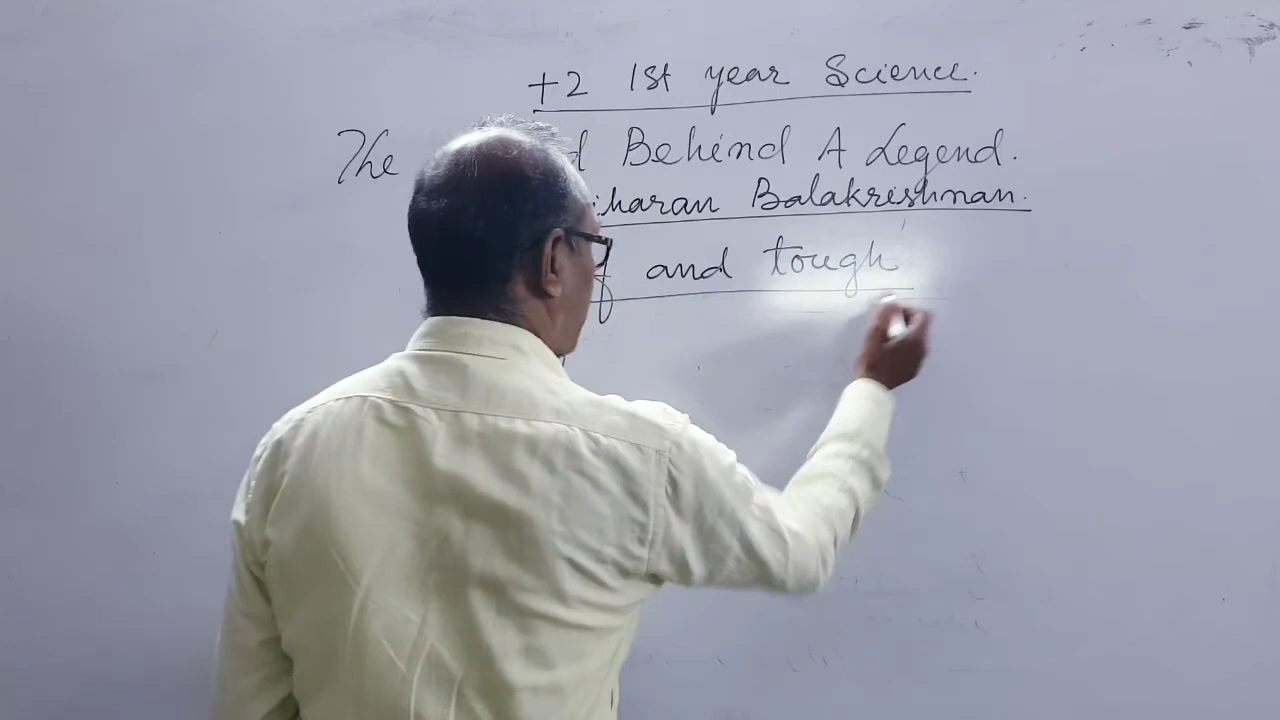 +2 1st year Science.
The Behind A Legend.
Balakrishnan.
and tough